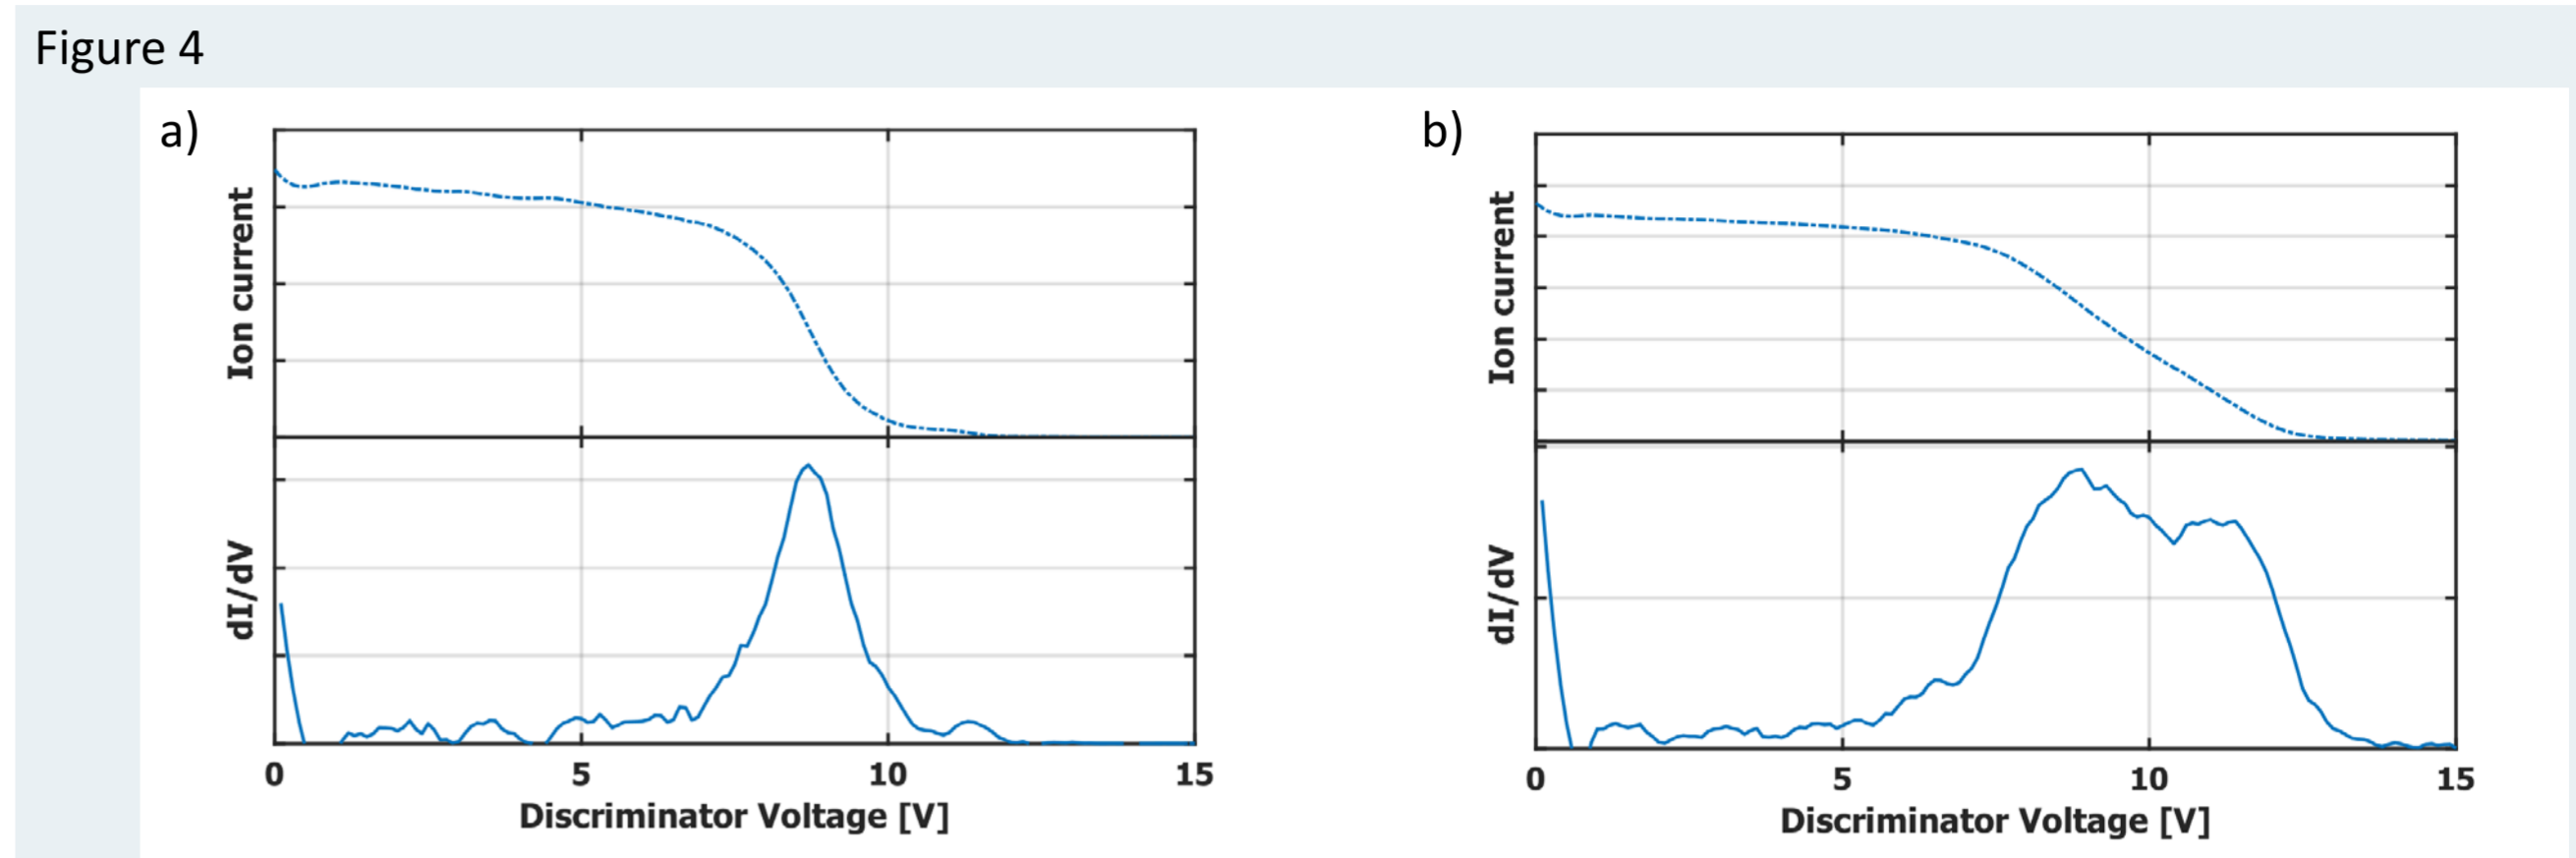 Figure 4
a)
Ion current
dI/dV
0 5 10 15
Discriminator Voltage [V]
b)
Ion current
dI/dV
0 5 10 15
Discriminator Voltage [V]